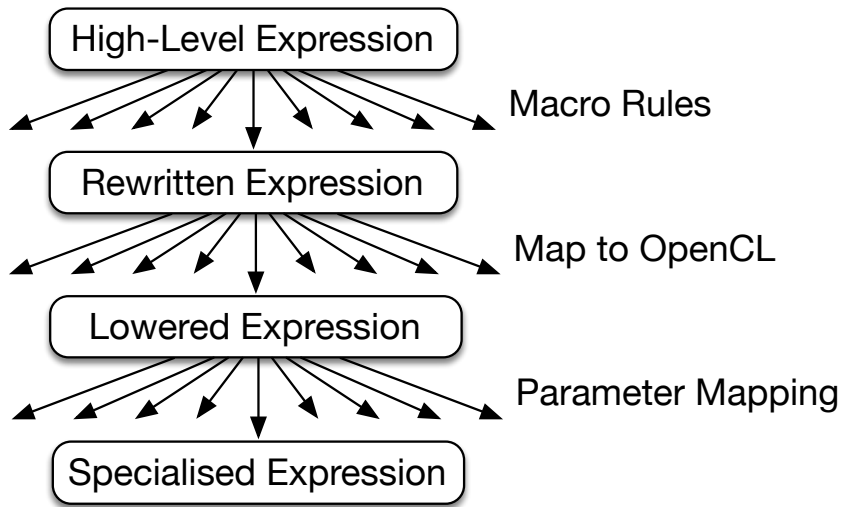 High-Level Expression
Macro Rules
Rewritten Expression
Map to OpenCL
Lowered Expression
Parameter Mapping
Specialised Expression